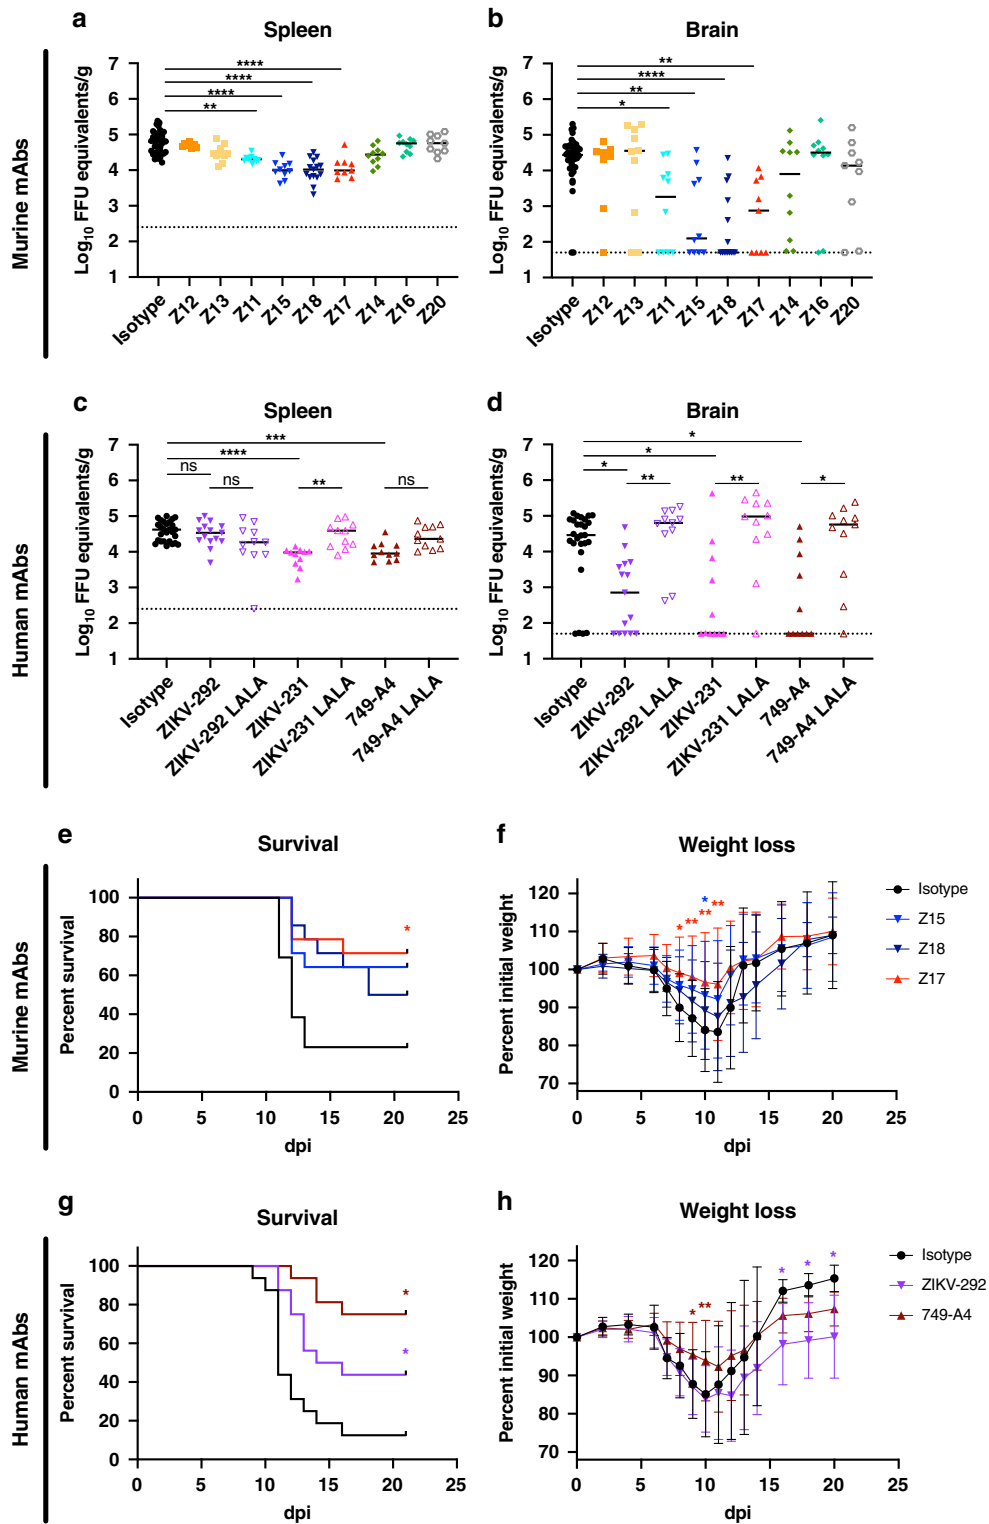 a
Spleen
Murine mAbs
Log10 FFU equivalents/g
7
6
5
4
3
2
1
****
****
****
**
Isotype
Z12
Z13
Z11
Z15
Z18
Z17
Z14
Z16
Z20
b
Brain
Log10 FFU equivalents/g
7
6
5
4
3
2
1
**
****
**
*
Isotype
Z12
Z13
Z11
Z15
Z18
Z17
Z14
Z16
Z20
c
Spleen
Human mAbs
Log10 FFU equivalents/g
7
6
5
4
3
2
1
***
****
ns
ns
**
ns
Isotype
ZIKV-292
ZIKV-292 LALA
ZIKV-231
ZIKV-231 LALA
749-A4
749-A4 LALA
d
Brain
Log10 FFU equivalents/g
7
6
5
4
3
2
1
*
*
*
**
**
*
Isotype
ZIKV-292
ZIKV-292 LALA
ZIKV-231
ZIKV-231 LALA
749-A4
749-A4 LALA
e
Survival
Murine mAbs
Percent survival
100
80
60
40
20
0
*
0 5 10 15 20 25
dpi
f
Weight loss
Percent initial weight
120
110
100
90
80
70
*
* ** ** **
0 5 10 15 20 25
dpi
Isotype
Z15
Z18
Z17
g
Survival
Human mAbs
Percent survival
100
80
60
40
20
0
*
*
0 5 10 15 20 25
dpi
h
Weight loss
Percent initial weight
120
110
100
90
80
70
* **
* * *
0 5 10 15 20 25
dpi
Isotype
ZIKV-292
749-A4